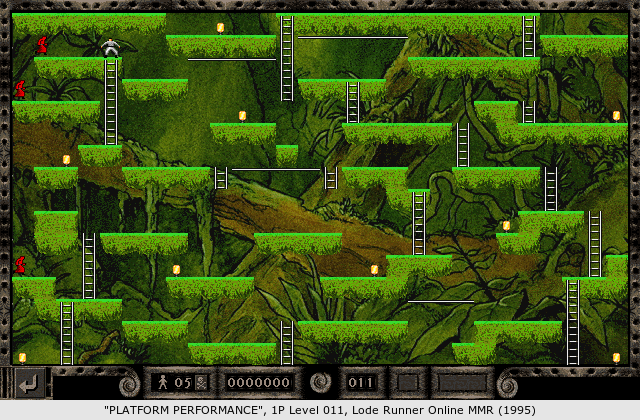 05
0000000
011
"PLATFORM PERFORMANCE", 1P Level 011, Lode Runner Online MMR (1995)